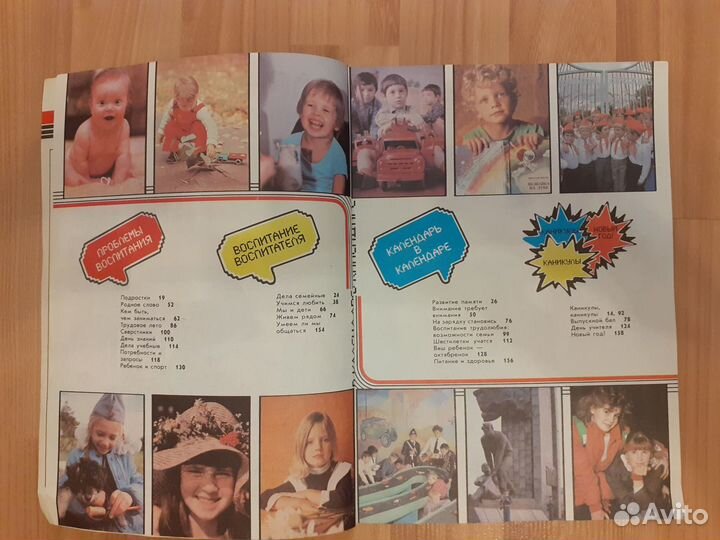 ПРОБЛЕМЫ
ВОСПИТАНИЯ
Подростки 19
Родное слово 52
Кем быть,
чем заниматься 62
Трудовое лето 86
Сверстники 100
День знаний 110
Дела учебные 114
Потребности и
запросы 118
Ребенок и спорт 130
ВОСПИТАНИЕ
ВОСПИТАТЕЛЯ
Дела семейные 24
Учимся любить 38
Мы и дети 66
Живем рядом 74
Умеем ли мы
общаться 154
КАЛЕНДАРЬ
В
КАЛЕНДАРЕ
Развитие памяти 26
Внимание требует
внимания 50
На зарядку становись 76
Воспитание трудолюбия:
возможности семьи 99
Шестилетки учатся 112
Ваш ребенок —
октябренок 128
Питание и здоровье 136
КАНИКУЛЫ
НОВЫЙ
ГОД!
КАНИКУЛЫ
Каникулы,
каникулы 14, 92
Выпускной бал 78
День учителя 124
Новый год! 158
Avito